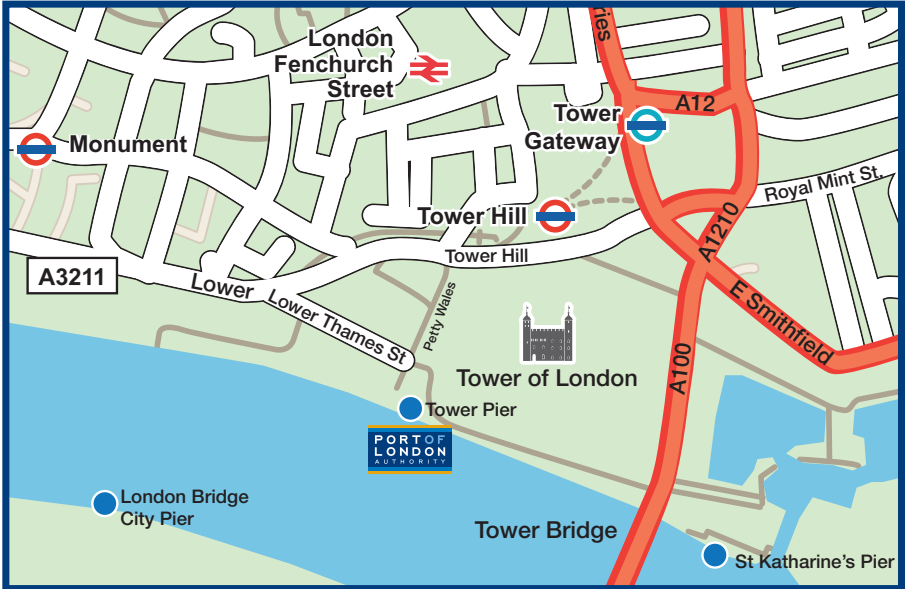 London
Fenchurch
Street
ries
A12
Tower
Gateway
Monument
Royal Mint St.
Tower Hill
A1210
Tower Hill
A3211
Lower
Lower Thames St
Petty Wales
E Smithfield
A100
Tower of London
Tower Pier
PORT OF
LONDON
AUTHORITY
London Bridge
City Pier
Tower Bridge
St Katharine's Pier